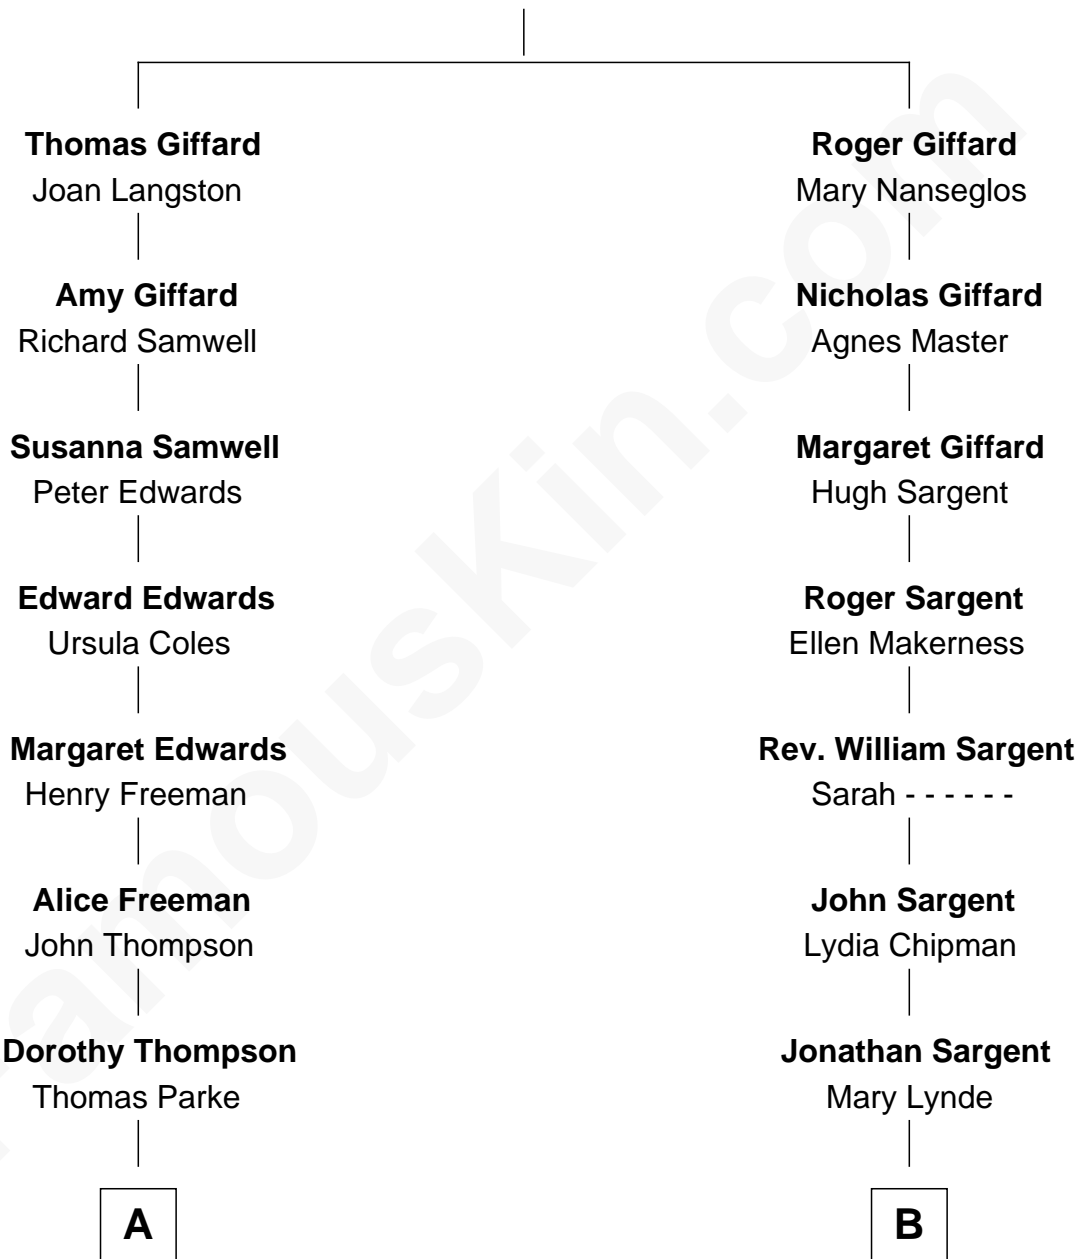 Thomas Giffard
Joan Langston
Amy Giffard
Richard Samwell
Susanna Samwell
Peter Edwards
Edward Edwards
Ursula Coles
Margaret Edwards
Henry Freeman
Alice Freeman
John Thompson
Dorothy Thompson
Thomas Parke
A
Roger Giffard
Mary Nanseglos
Nicholas Giffard
Agnes Master
Margaret Giffard
Hugh Sargent
Roger Sargent
Ellen Makerness
Rev. William Sargent
Sarah - - - - - -
John Sargent
Lydia Chipman
Jonathan Sargent
Mary Lynde
B
FamousKin.com